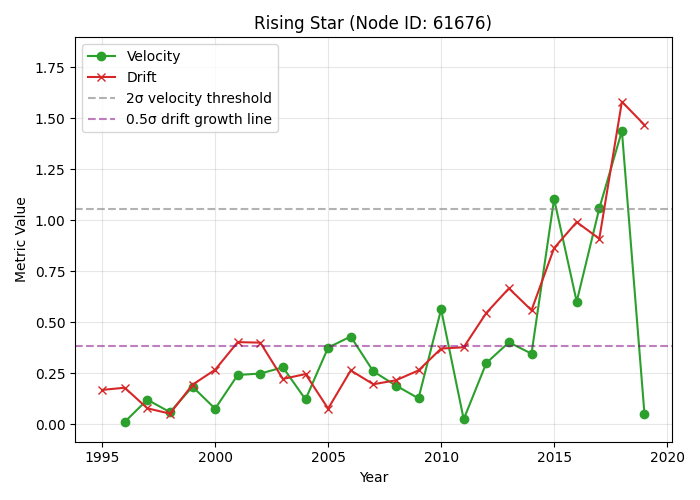 Rising Star (Node ID: 61676)
Velocity
Drift
2σ velocity threshold
0.5σ drift growth line
Metric Value
1.75
1.50
1.25
1.00
0.75
0.50
0.25
0.00
1995 2000 2005 2010 2015 2020
Year